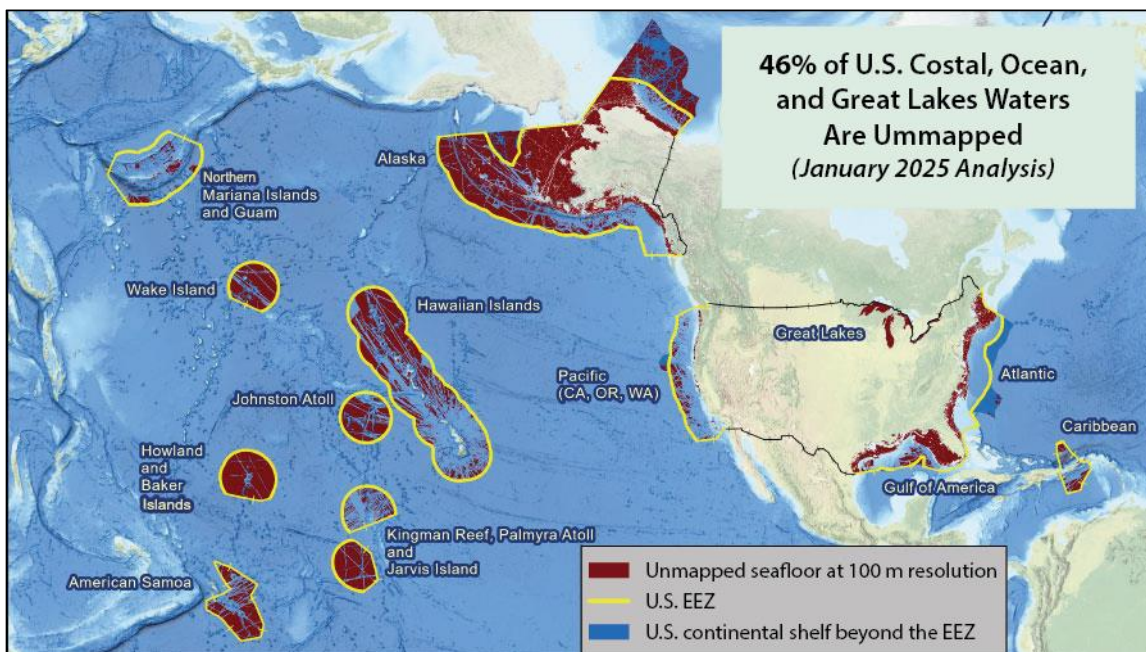 46% of U.S. Costal, Ocean,
and Great Lakes Waters
Are Unmapped
(January 2025 Analysis)
Alaska
Northern
Mariana Islands
and Guam
Wake Island
Hawaiian Islands
Great Lakes
Pacific
(CA, OR, WA)
Atlantic
Johnston Atoll
Caribbean
Howland
and
Baker
Islands
Gulf of America
Kingman Reef, Palmyra Atoll
and
Jarvis Island
American Samoa
Unmapped seafloor at 100 m resolution
U.S. EEZ
U.S. continental shelf beyond the EEZ